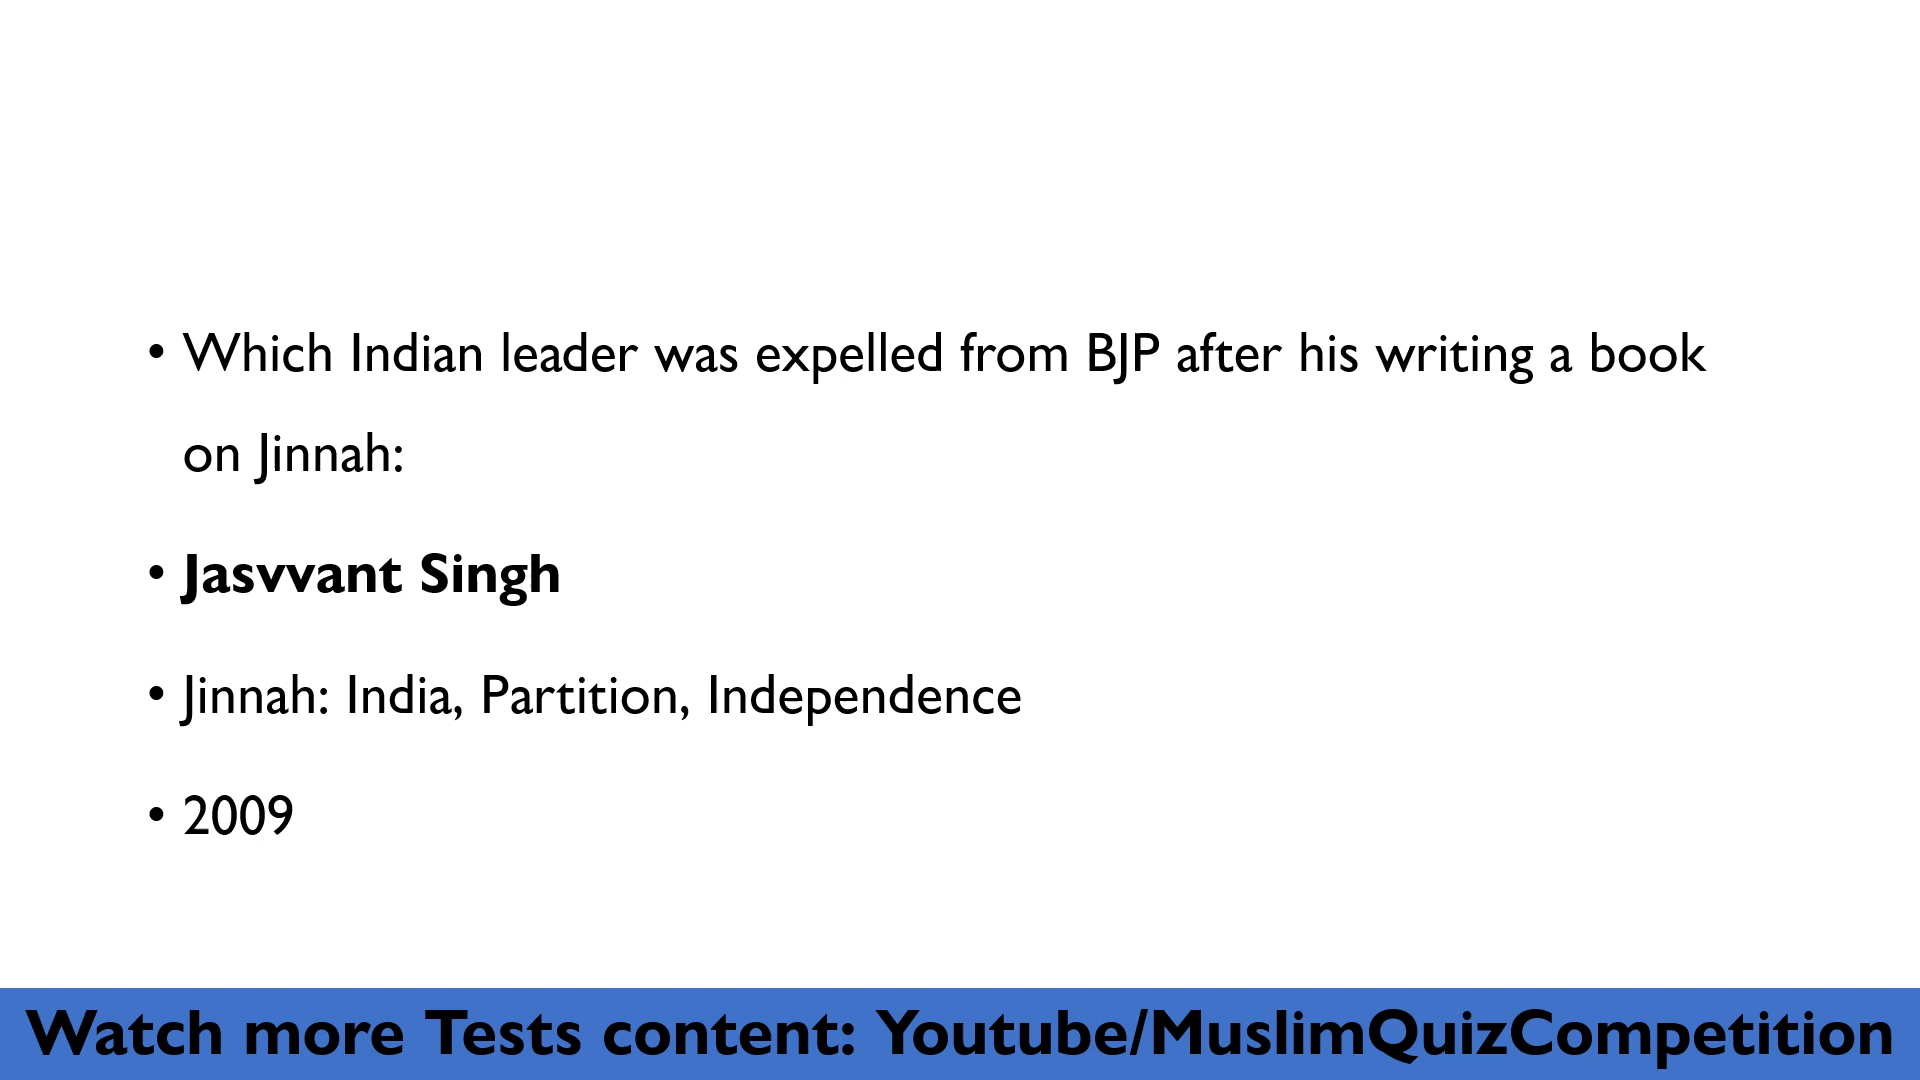 • Which Indian leader was expelled from BJP after his writing a book
on Jinnah:
• Jasvvant Singh
• Jinnah: India, Partition, Independence
• 2009
Watch more Tests content: Youtube/MuslimQuizCompetition